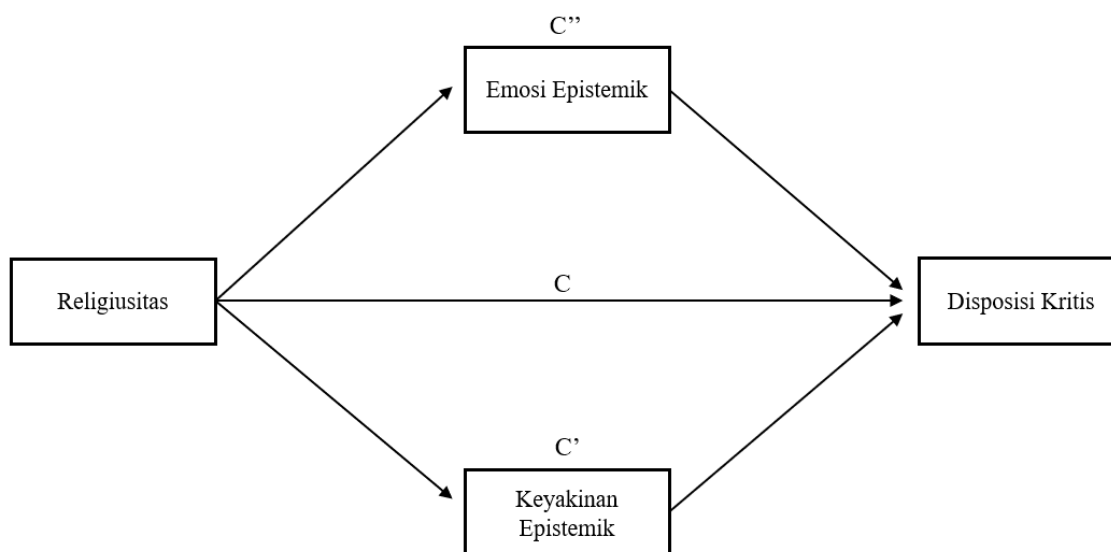 C’’
Emosi Epistemik
Religiusitas
C
Disposisi Kritis
C’
Keyakinan
Epistemik